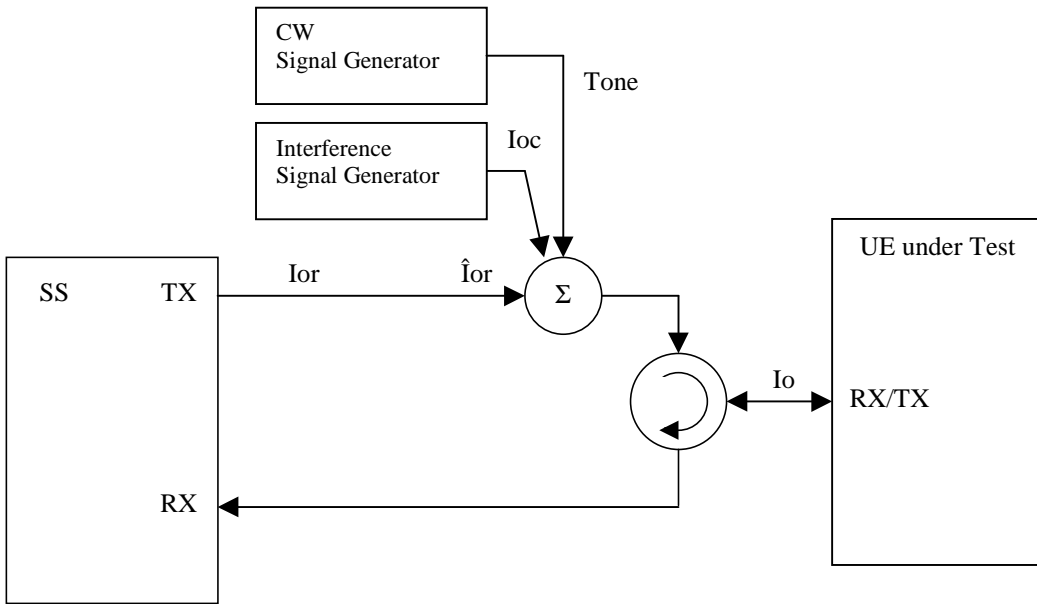 CW
Signal Generator
Tone
Interference
Signal Generator
Ioc
UE under Test
SS
TX
Ior
Îor
Σ
Io
RX/TX
RX